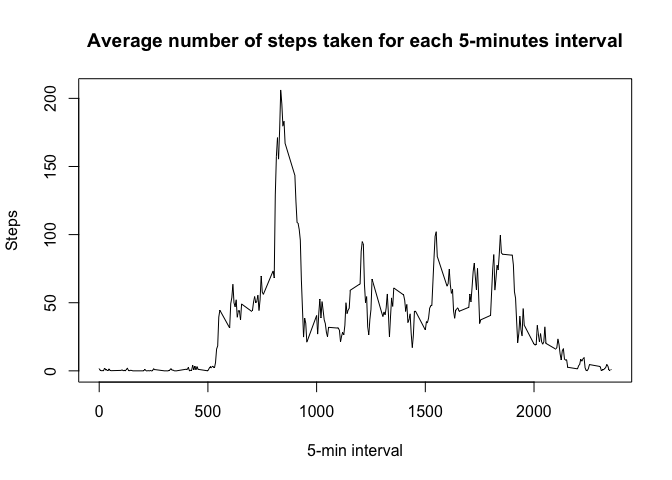 Average number of steps taken for each 5-minutes interval
Steps
200
150
100
50
0
0 500 1000 1500 2000
5-min interval